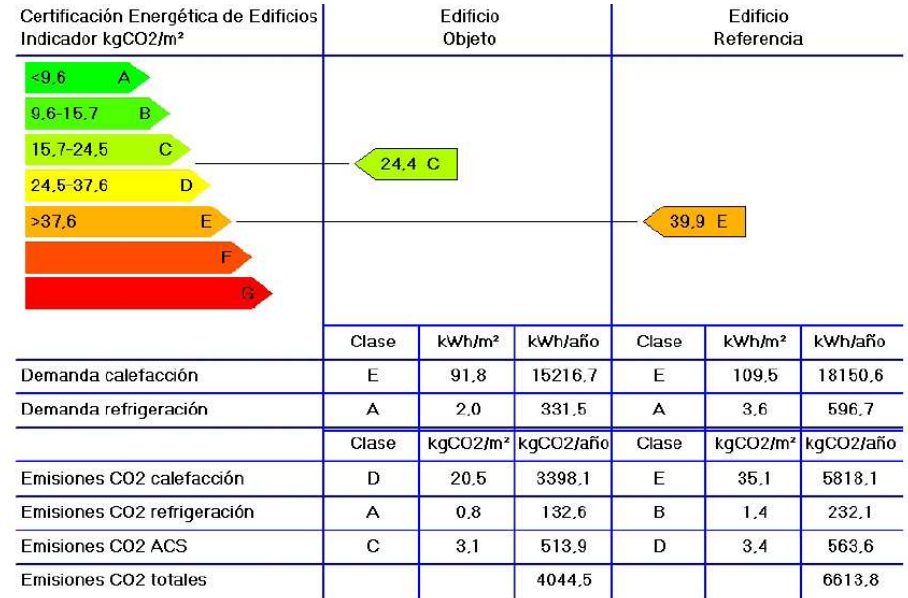 Certificación Energética de Edificios
Indicador kgCO2/m²
Edificio
Objeto
Edificio
Referencia
<9,6 A
9,6-15,7 B
15,7-24,5 C
24,4 C
24,5-37,6 D
>37,6 E
39,9 E
F
G
Clase kWh/m² kWh/año Clase kWh/m² kWh/año
Demanda calefacción E 91,8 15216,7 E 109,5 18150,6
Demanda refrigeración A 2,0 331,5 A 3,6 596,7
Clase kgCO2/m² kgCO2/año Clase kgCO2/m² kgCO2/año
Emisiones CO2 calefacción D 20,5 3398,1 E 35,1 5818,1
Emisiones CO2 refrigeración A 0,8 132,6 B 1,4 232,1
Emisiones CO2 ACS C 3,1 513,9 D 3,4 563,6
Emisiones CO2 totales 4044,5 6613,8